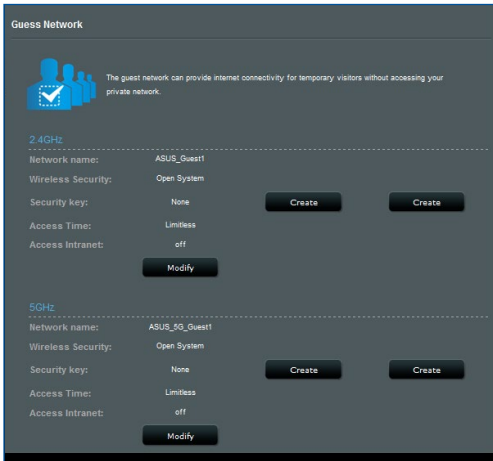 Guess Network
The guest network can provide internet connectivity for temporary visitors without accessing your
private network.
2.4GHz
Network name: ASUS_Guest1
Wireless Security: Open System
Security key: None Create Create
Access Time: Limitless
Access Intranet: off
Modify
5GHz
Network name: ASUS_5G_Guest1
Wireless Security: Open System
Security key: None Create Create
Access Time: Limitless
Access Intranet: off
Modify